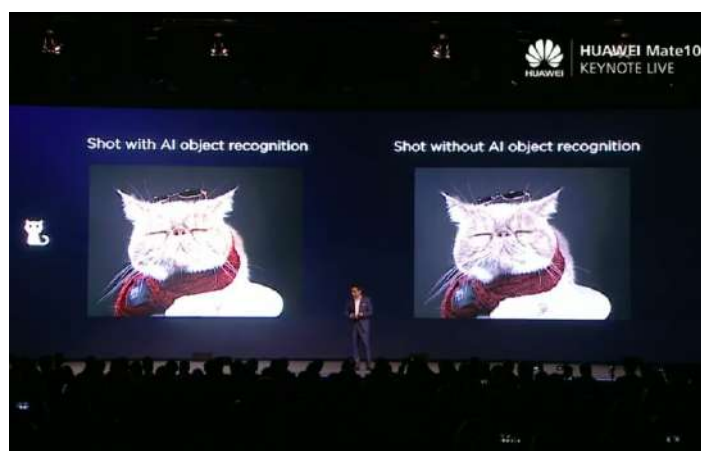 HUAWEI
HUAWEI Mate10
KEYNOTE LIVE
Shot with AI object recognition
Shot without AI object recognition